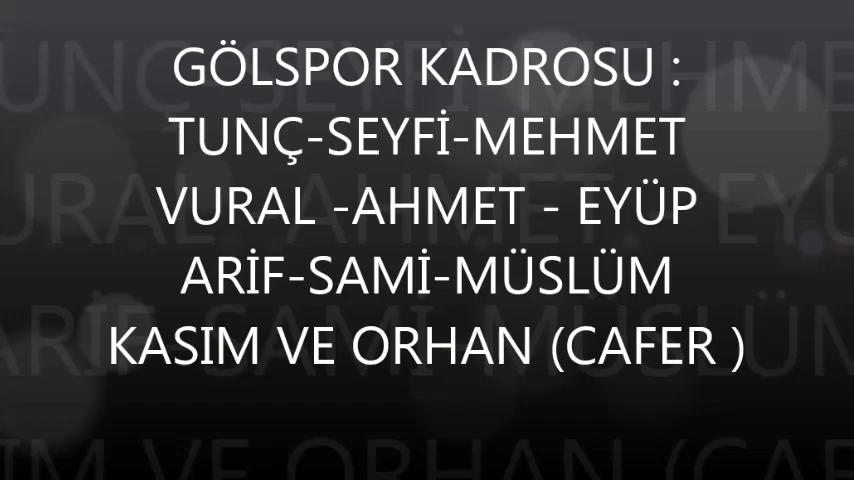 GÖLSPOR KADROSU :
TUNÇ-SEYFİ-MEHMET
VURAL -AHMET - EYÜP
ARİF-SAMİ-MÜSLÜM
KASIM VE ORHAN (CAFER )